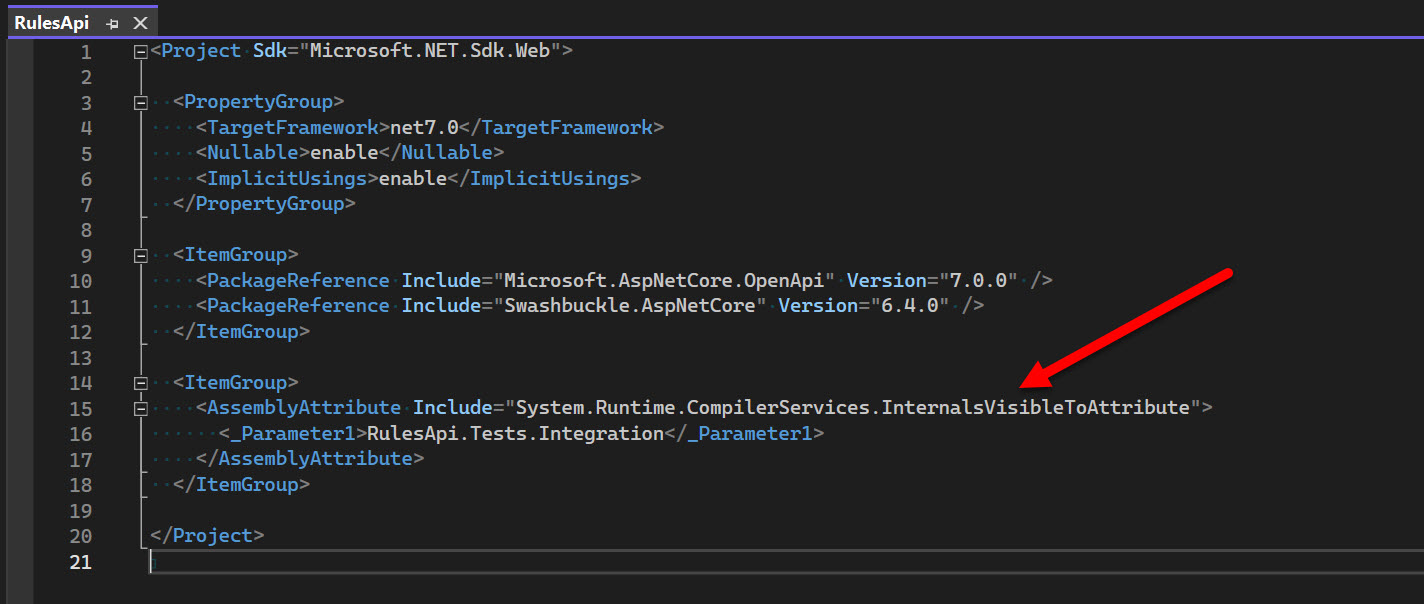 RulesApi
1 <Project Sdk="Microsoft.NET.Sdk.Web">
2
3   <PropertyGroup>
4     <TargetFramework>net7.0</TargetFramework>
5     <Nullable>enable</Nullable>
6     <ImplicitUsings>enable</ImplicitUsings>
7   </PropertyGroup>
8
9   <ItemGroup>
10     <PackageReference Include="Microsoft.AspNetCore.OpenApi" Version="7.0.0" />
11     <PackageReference Include="Swashbuckle.AspNetCore" Version="6.4.0" />
12   </ItemGroup>
13
14   <ItemGroup>
15     <AssemblyAttribute Include="System.Runtime.CompilerServices.InternalsVisibleToAttribute">
16       <_Parameter1>RulesApi.Tests.Integration</_Parameter1>
17     </AssemblyAttribute>
18   </ItemGroup>
19
20 </Project>
21